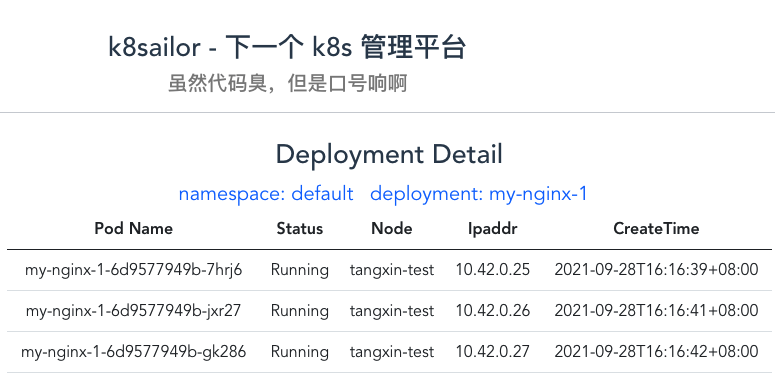 k8sailor - 下一个 k8s 管理平台
虽然代码臭，但是口号响啊
Deployment Detail
namespace: default deployment: my-nginx-1
Pod Name Status Node Ipaddr CreateTime
my-nginx-1-6d9577949b-7hrj6 Running tangxin-test 10.42.0.25 2021-09-28T16:16:39+08:00
my-nginx-1-6d9577949b-jxr27 Running tangxin-test 10.42.0.26 2021-09-28T16:16:41+08:00
my-nginx-1-6d9577949b-gk286 Running tangxin-test 10.42.0.27 2021-09-28T16:16:42+08:00